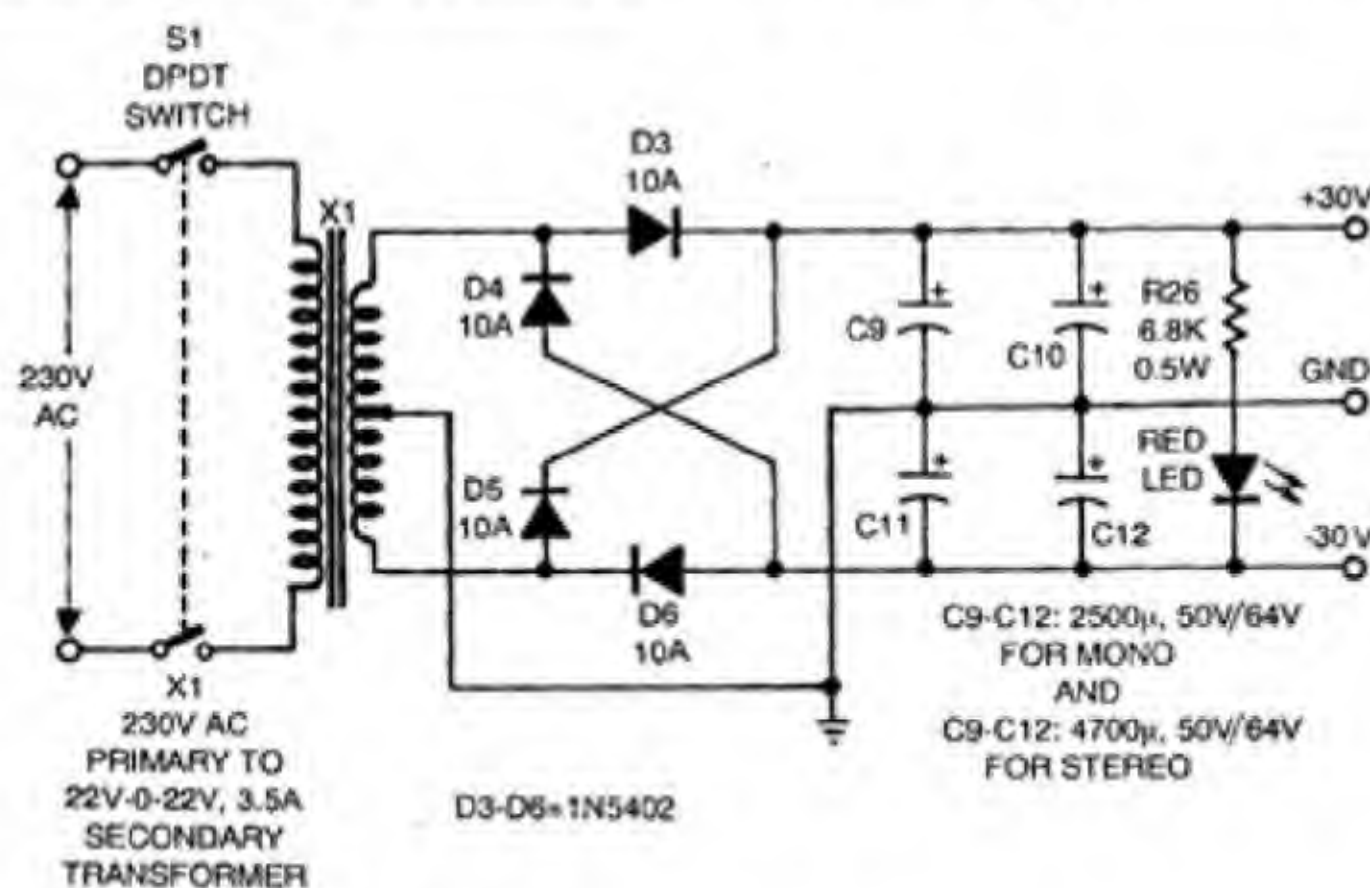 S1
DPDT
SWITCH
D3
10A
+30V
X1
D4
10A
C9
C10
R26
6.8K
0.5W
GND
230V
AC
RED
LED
D5
10A
C11
C12
-30V
D6
10A
X1
230V AC
PRIMARY TO
22V-0-22V, 3.5A
SECONDARY
TRANSFORMER
D3-D6=1N5402
C9-C12: 2500µ, 50V/64V
FOR MONO
AND
C9-C12: 4700µ, 50V/64V
FOR STEREO
+
+
+
+